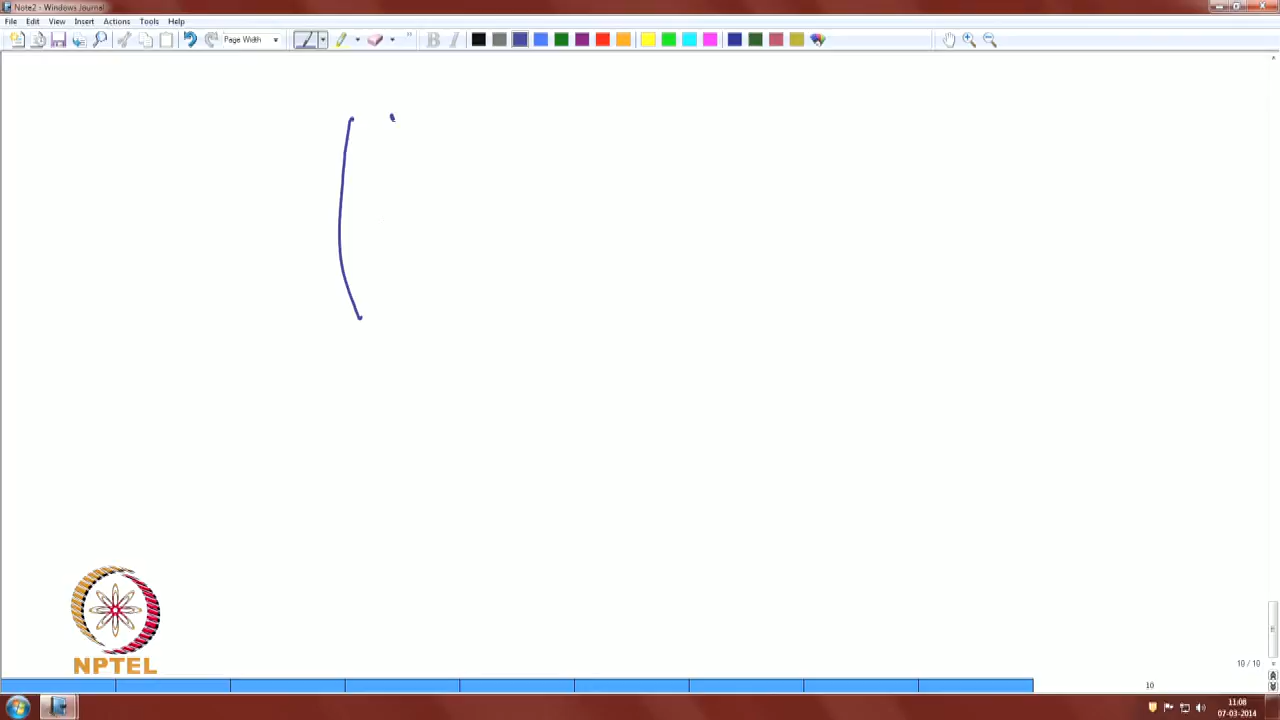 Note2 - Windows Journal
File Edit View Insert Actions Tools Help
Page Width
B I
NPTEL
10 / 10
10
11:08
07-03-2014